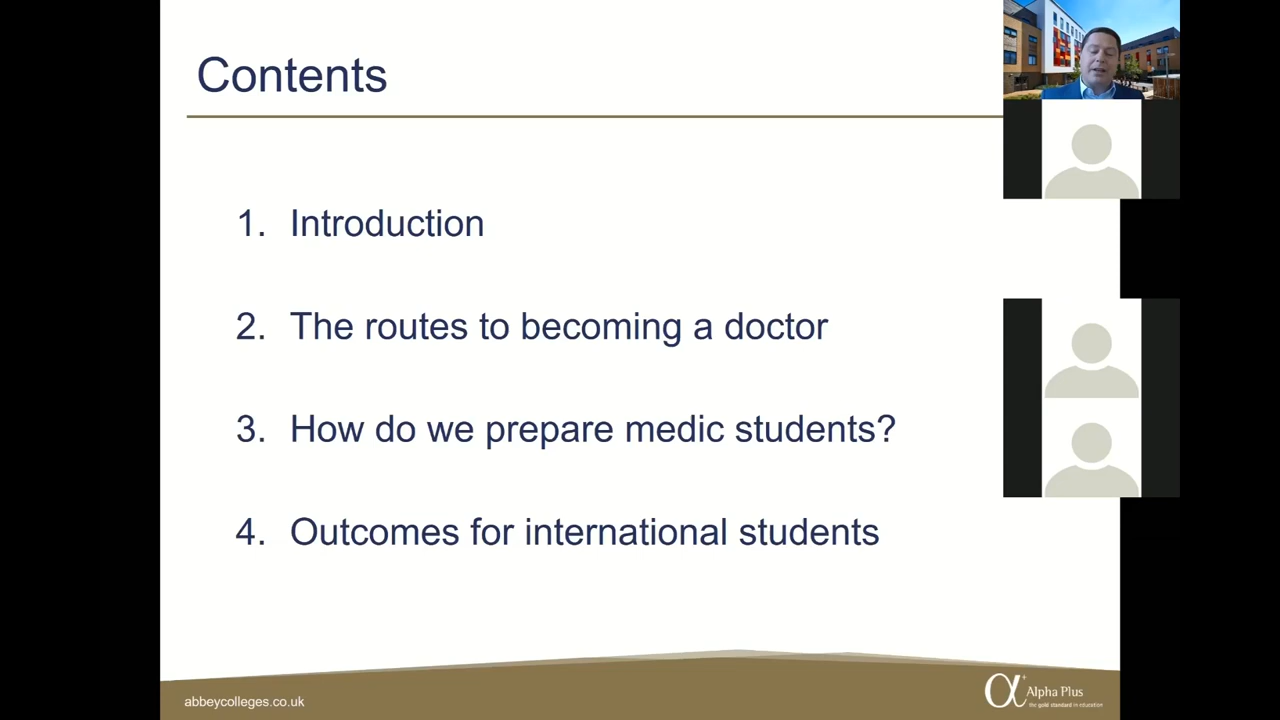 Contents
1. Introduction
2. The routes to becoming a doctor
3. How do we prepare medic students?
4. Outcomes for international students
abbeycolleges.co.uk
α+ Alpha Plus
the gold standard in education